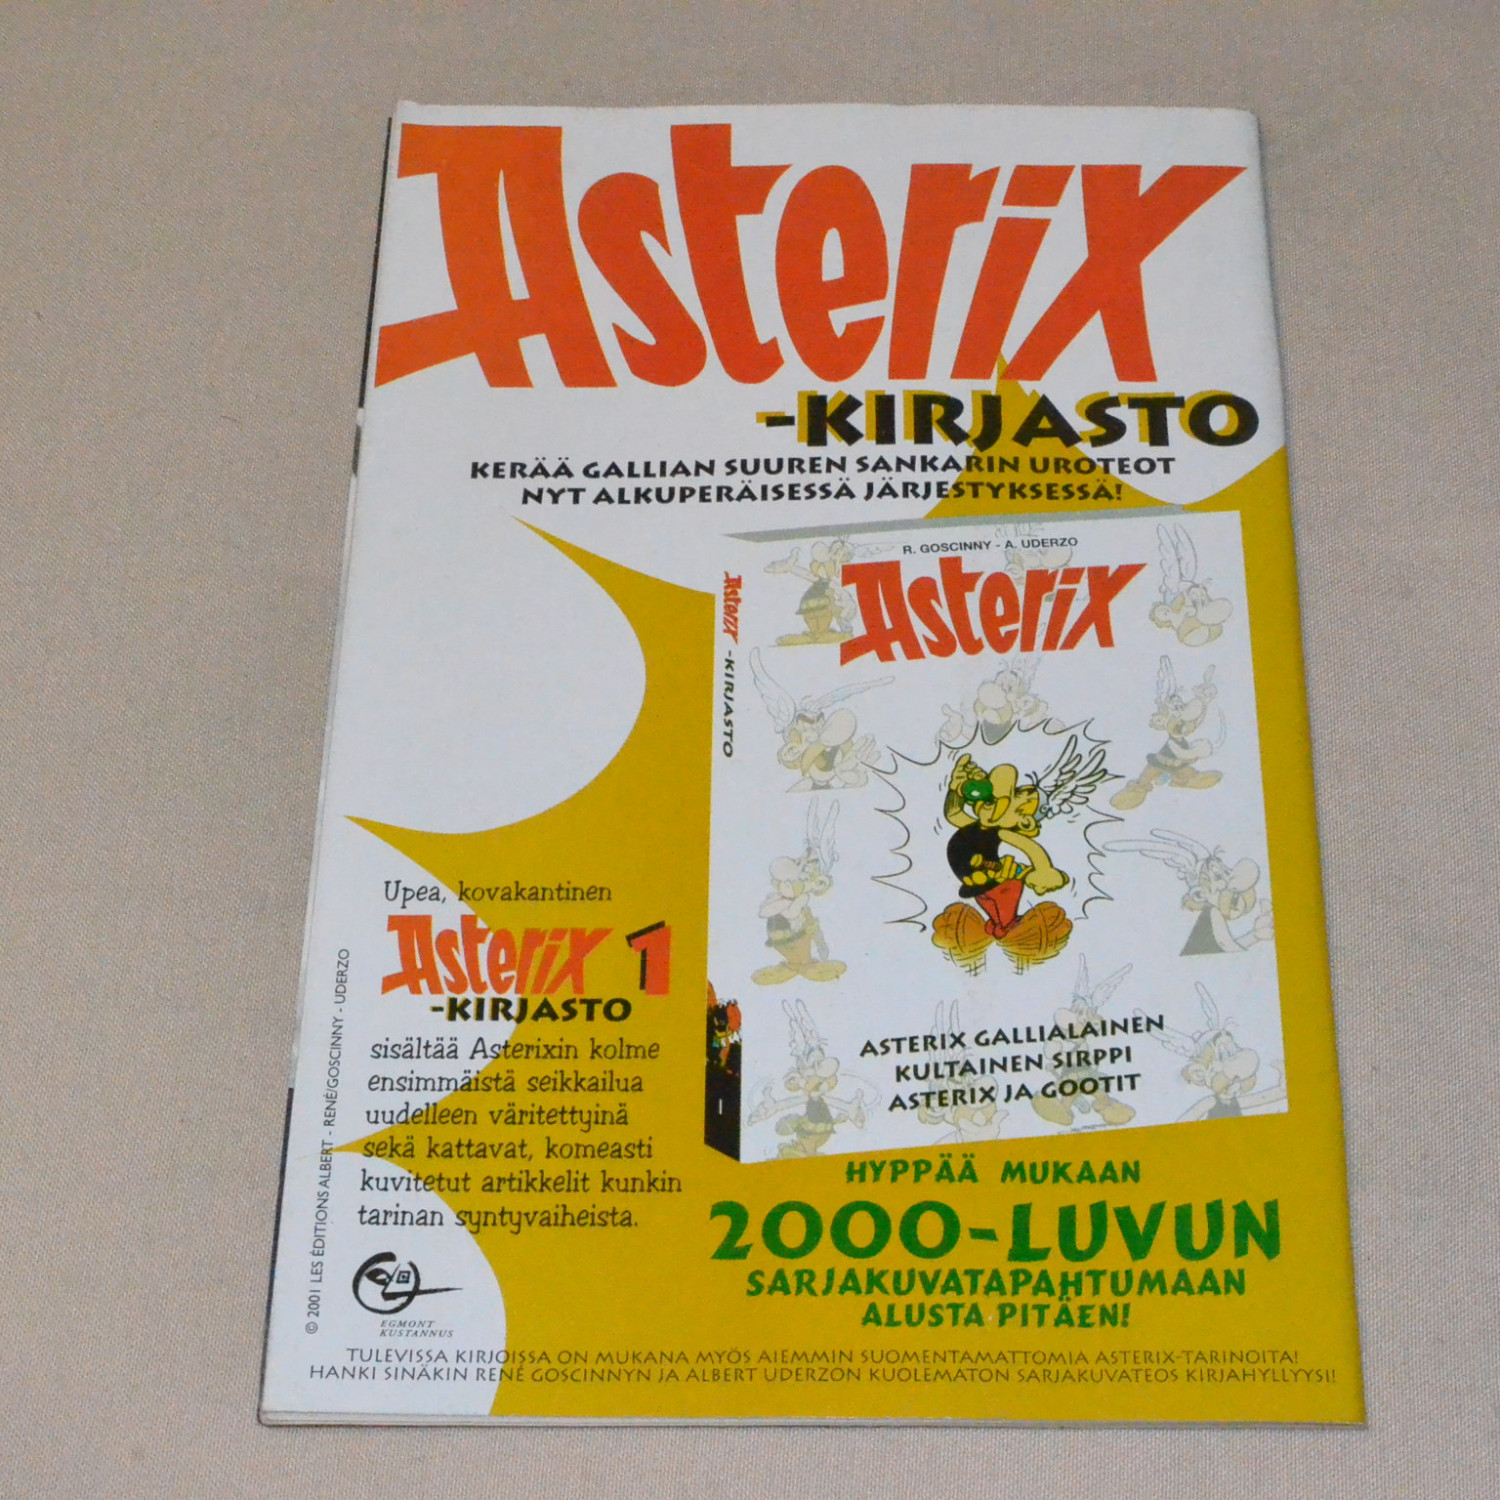 Asterix
-KIRJASTO
KERÄÄ GALLIAN SUUREN SANKARIN UROTEOT
NYT ALKUPERÄISESSÄ JÄRJESTYKSESSÄ!
R. GOSCINNY - A. UDERZO
Asterix
Asterix -KIRJASTO
1
ASTERIX GALLIALAINEN
KULTAINEN SIRPPI
ASTERIX JA GOOTIT
Upea, kovakantinen
Asterix 1
-KIRJASTO
sisältää Asterixin kolme
ensimmäistä seikkailua
uudelleen väritettyinä
sekä kattavat, komeasti
kuvitetut artikkelit kunkin
tarinan syntyvaiheista.
© 2001 LES ÉDITIONS ALBERT - RENÉ/GOSCINNY - UDERZO
EGMONT
KUSTANNUS
HYPPÄÄ MUKAAN
2000-LUVUN
SARJAKUVATAPAHTUMAAN
ALUSTA PITÄEN!
TULEVISSA KIRJOISSA ON MUKANA MYÖS AIEMMIN SUOMENTAMATTOMIA ASTERIX-TARINOITA!
HANKI SINÄKIN RENÉ GOSCINNYN JA ALBERT UDERZON KUOLEMATON SARJAKUVATEOS KIRJAHYLLYYSI!